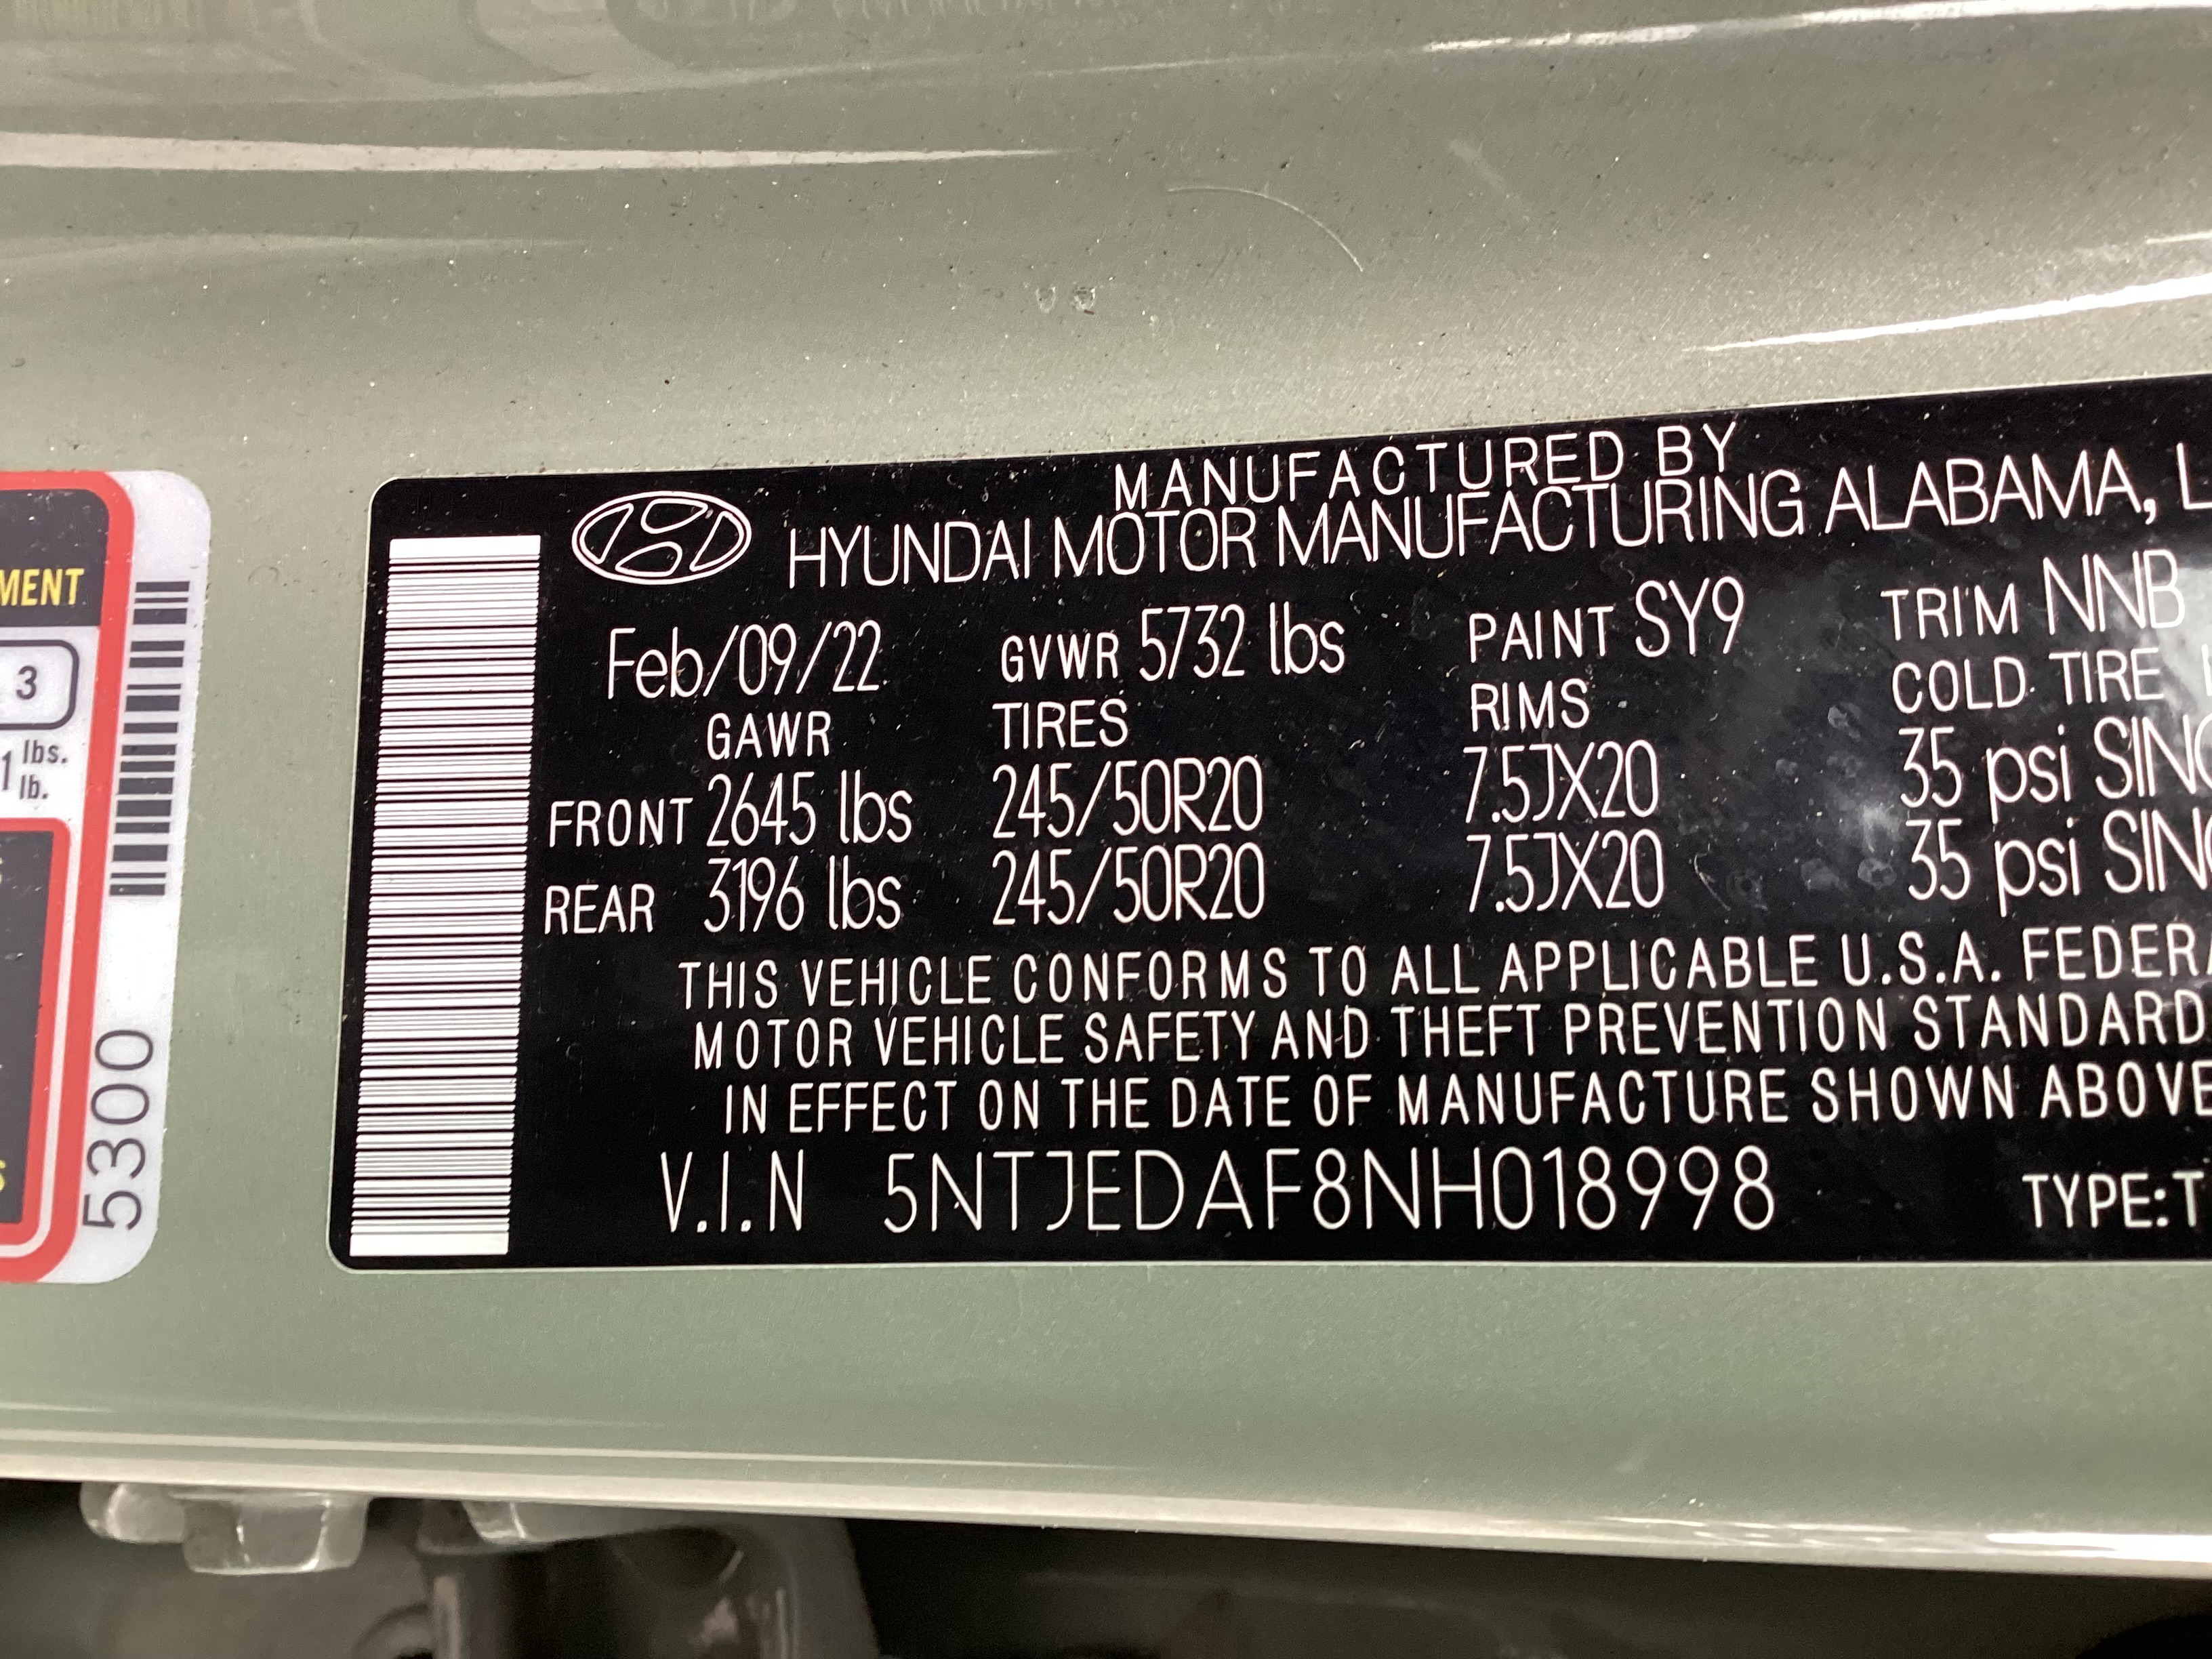 MENT
3
1 lbs.
lb.
5300
MANUFACTURED BY
HYUNDAI MOTOR MANUFACTURING ALABAMA, L
Feb/09/22 GVWR 5732 lbs PAINT SY9 TRIM NNB
GAWR TIRES RIMS COLD TIRE
FRONT 2645 lbs 245/50R20 7.5JX20 35 psi SING
REAR 3196 lbs 245/50R20 7.5JX20 35 psi SING
THIS VEHICLE CONFORMS TO ALL APPLICABLE U.S.A. FEDERA
MOTOR VEHICLE SAFETY AND THEFT PREVENTION STANDARD
IN EFFECT ON THE DATE OF MANUFACTURE SHOWN ABOVE
V.I.N 5NTJEDAF8NH018998 TYPE:T